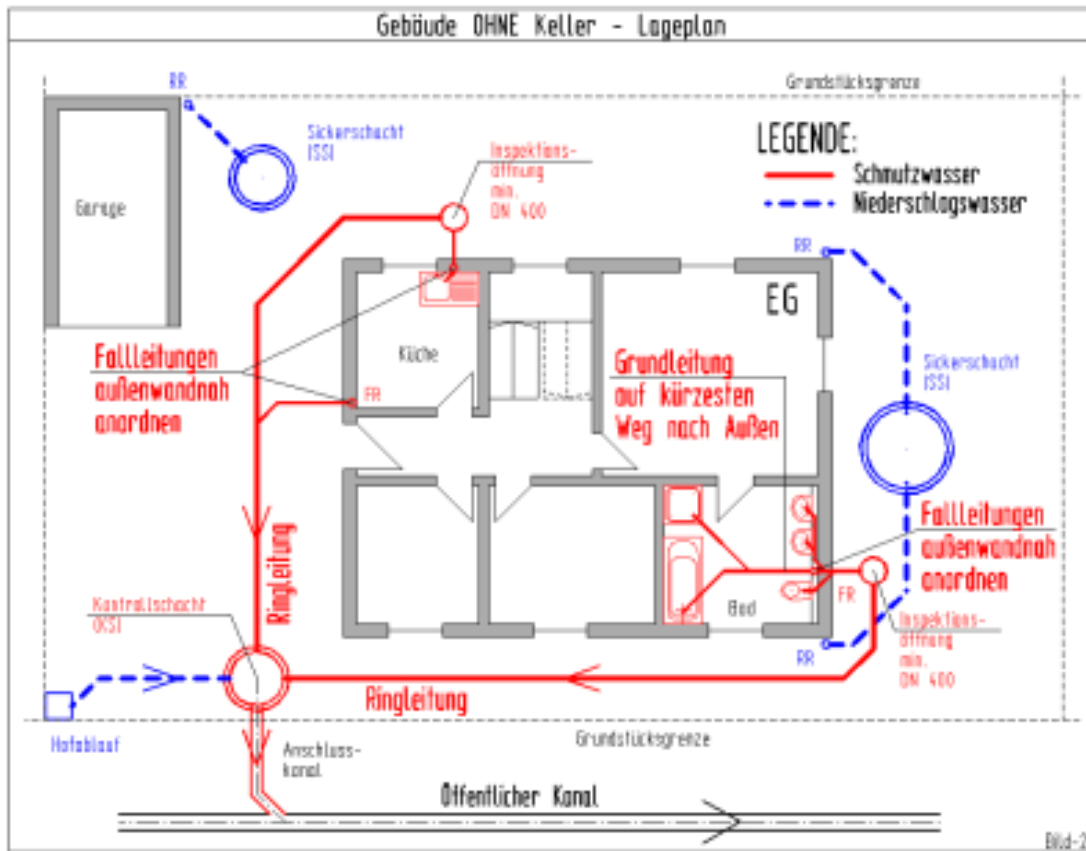 Gebäude OHNE Keller - Lageplan
RR
Grundstücksgrenze
Sickerschacht
(SS)
Inspektions-
öffnung
min.
DN 400
LEGENDE:
Schmutzwasser
Niederschlagswasser
Garage
RR
EG
Küche
Fallleitungen
außenwandnah
anordnen
FR
Grundleitung
auf kürzesten
Weg nach Außen
Sickerschacht
(SS)
Fallleitungen
außenwandnah
anordnen
Ringleitung
Kontrollschacht
(KS)
Bad
FR
Inspektions-
öffnung
min.
DN 400
RR
Ringleitung
Hofablauf
Anschluss-
kanal
Grundstücksgrenze
Öffentlicher Kanal
Bild-2